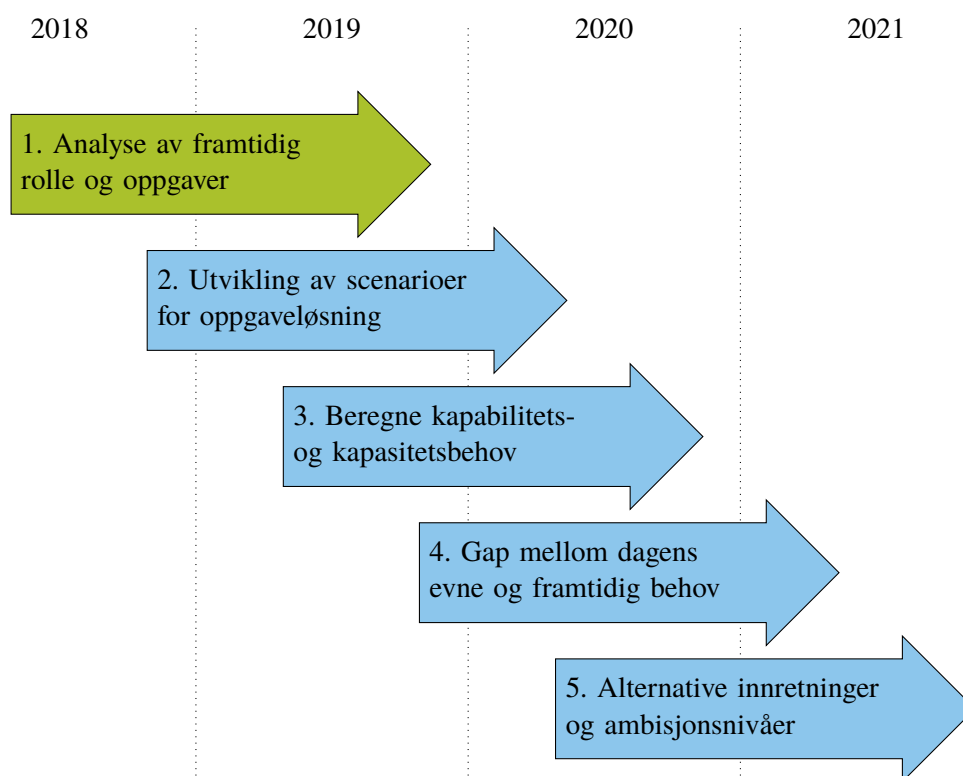 2018 2019 2020 2021
1. Analyse av framtidig
rolle og oppgaver
2. Utvikling av scenarioer
for oppgaveløsning
3. Beregne kapabilitets-
og kapasitetsbehov
4. Gap mellom dagens
evne og framtidig behov
5. Alternative innretninger
og ambisjonsnivåer